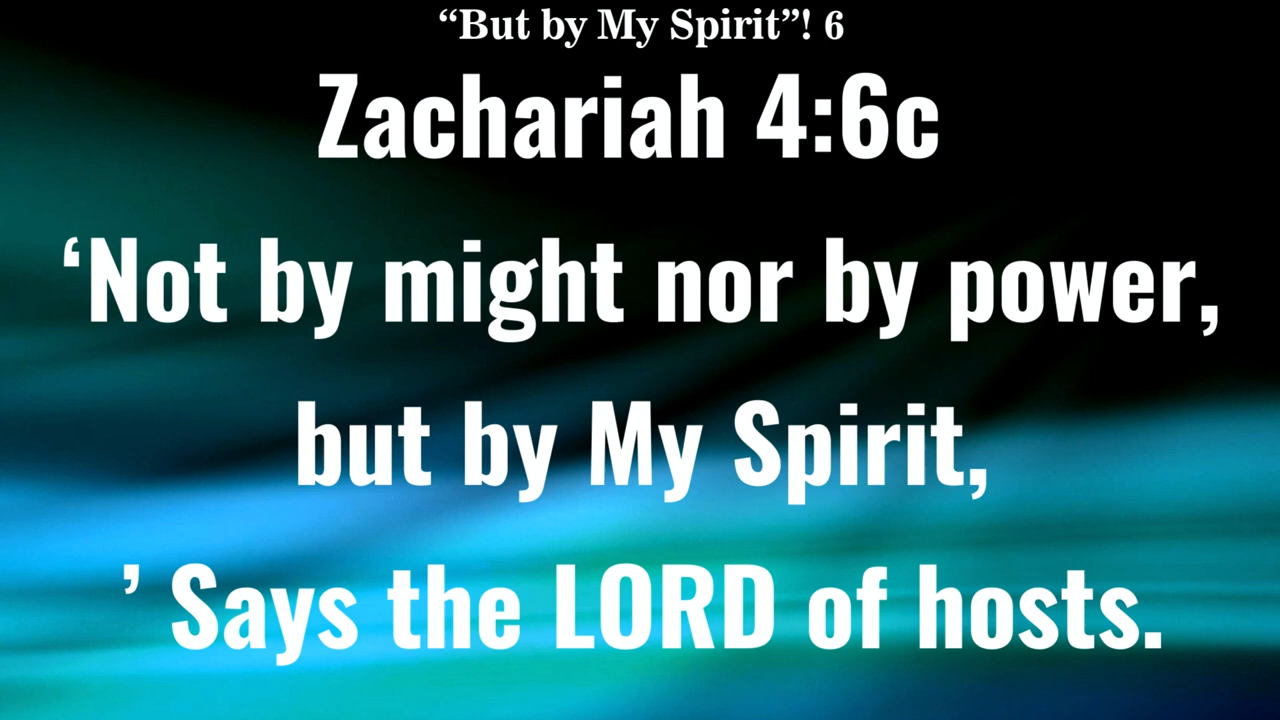 “But by My Spirit”! 6
Zachariah 4:6c
‘Not by might nor by power,
but by My Spirit,
’ Says the LORD of hosts.